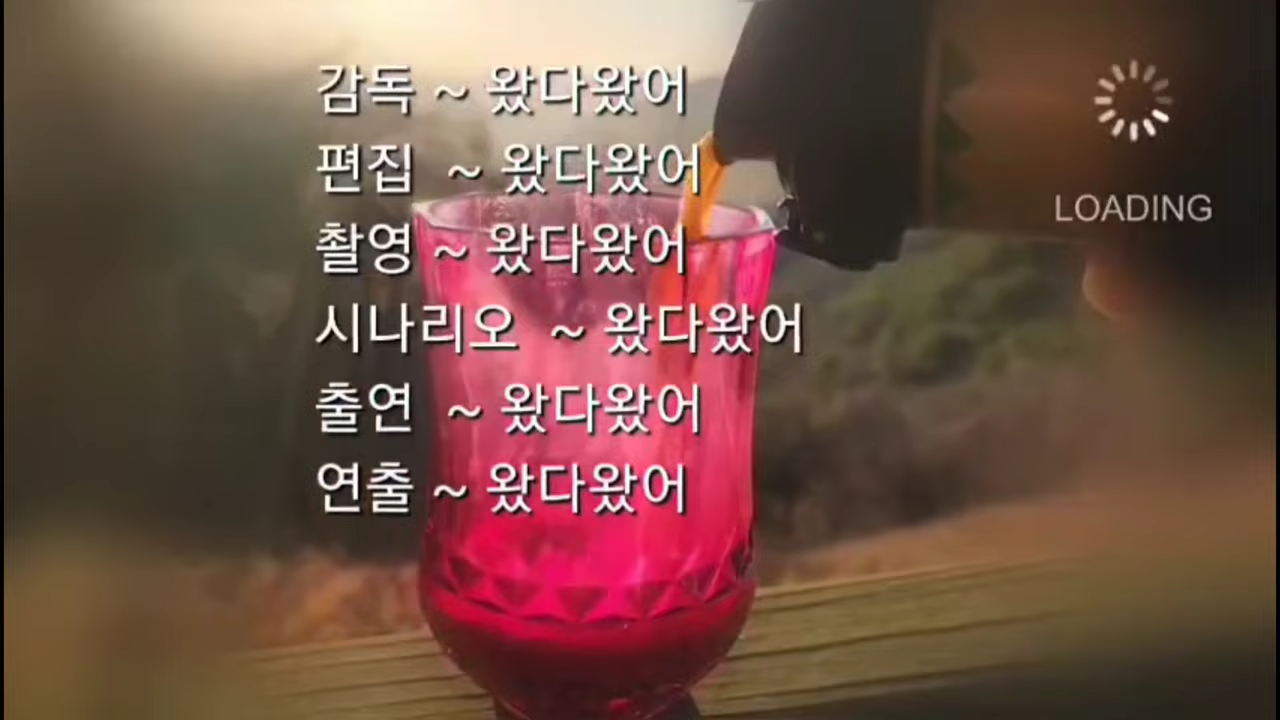 감독 ~ 왔다왔어
편집 ~ 왔다왔어
촬영 ~ 왔다왔어
시나리오 ~ 왔다왔어
출연 ~ 왔다왔어
연출 ~ 왔다왔어
LOADING